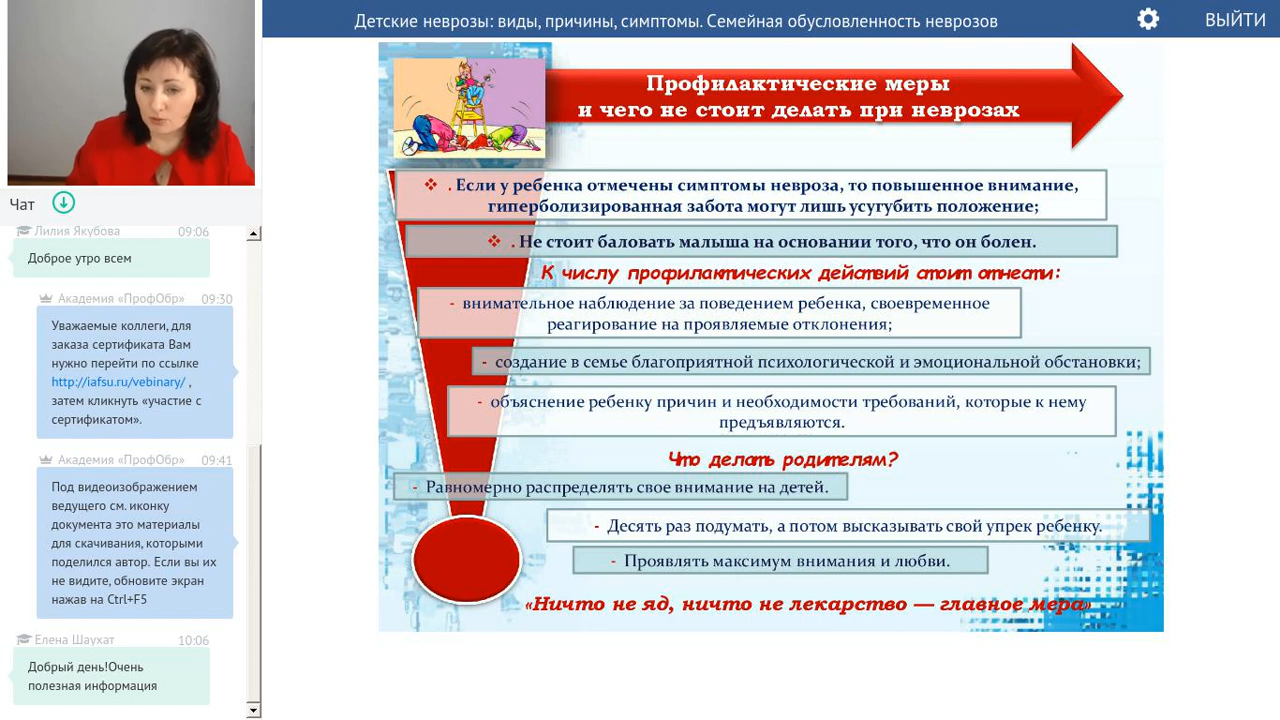 Детские неврозы: виды, причины, симптомы. Семейная обусловленность неврозов
ВЫЙТИ
Чат
Лилия Якубова 09:06
Доброе утро всем
Академия «ПрофОбр» 09:30
Уважаемые коллеги, для
заказа сертификата Вам
нужно перейти по ссылке
http://iafsu.ru/vebinary/ ,
затем кликнуть «участие с
сертификатом».
Академия «ПрофОбр» 09:41
Под видеоизображением
ведущего см. иконку
документа это материалы
для скачивания, которыми
поделился автор. Если вы их
не видите, обновите экран
нажав на Ctrl+F5
Елена Шаухат 10:06
Добрый день!Очень
полезная информация
Профилактические меры
и чего не стоит делать при неврозах
. Если у ребенка отмечены симптомы невроза, то повышенное внимание,
гиперболизированная забота могут лишь усугубить положение;
. Не стоит баловать малыша на основании того, что он болен.
К числу профилактических действий стоит отнести:
- внимательное наблюдение за поведением ребенка, своевременное
реагирование на проявляемые отклонения;
- создание в семье благоприятной психологической и эмоциональной обстановки;
- объяснение ребенку причин и необходимости требований, которые к нему
предъявляются.
Что делать родителям?
- Равномерно распределять свое внимание на детей.
- Десять раз подумать, а потом высказывать свой упрек ребенку.
- Проявлять максимум внимания и любви.
«Ничто не яд, ничто не лекарство — главное мера»